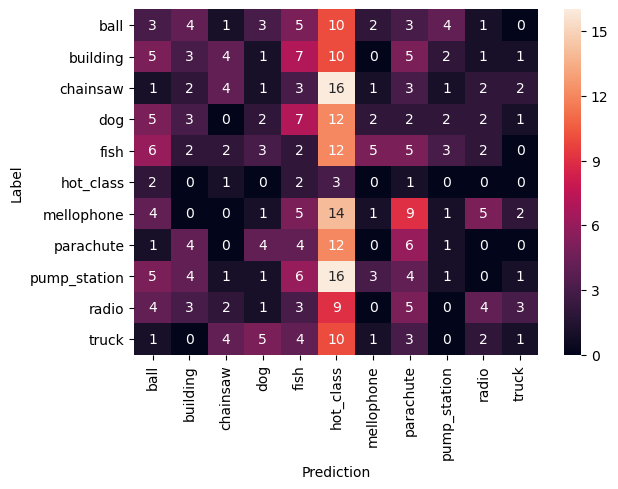 ball 3 4 1 3 5 10 2 3 4 1 0
building 5 3 4 1 7 10 0 5 2 1 1
chainsaw 1 2 4 1 3 16 1 3 1 2 2
dog 5 3 0 2 7 12 2 2 2 2 1
fish 6 2 2 3 2 12 5 5 3 2 0
hot_class 2 0 1 0 2 3 0 1 0 0 0
mellophone 4 0 0 1 5 14 1 9 1 5 2
parachute 1 4 0 4 4 12 0 6 1 0 0
pump_station 5 4 1 1 6 16 3 4 1 0 1
radio 4 3 2 1 3 9 0 5 0 4 3
truck 1 0 4 5 4 10 1 3 0 2 1
ball building chainsaw dog fish hot_class mellophone parachute pump_station radio truck
Prediction
Label
15
12
9
6
3
0